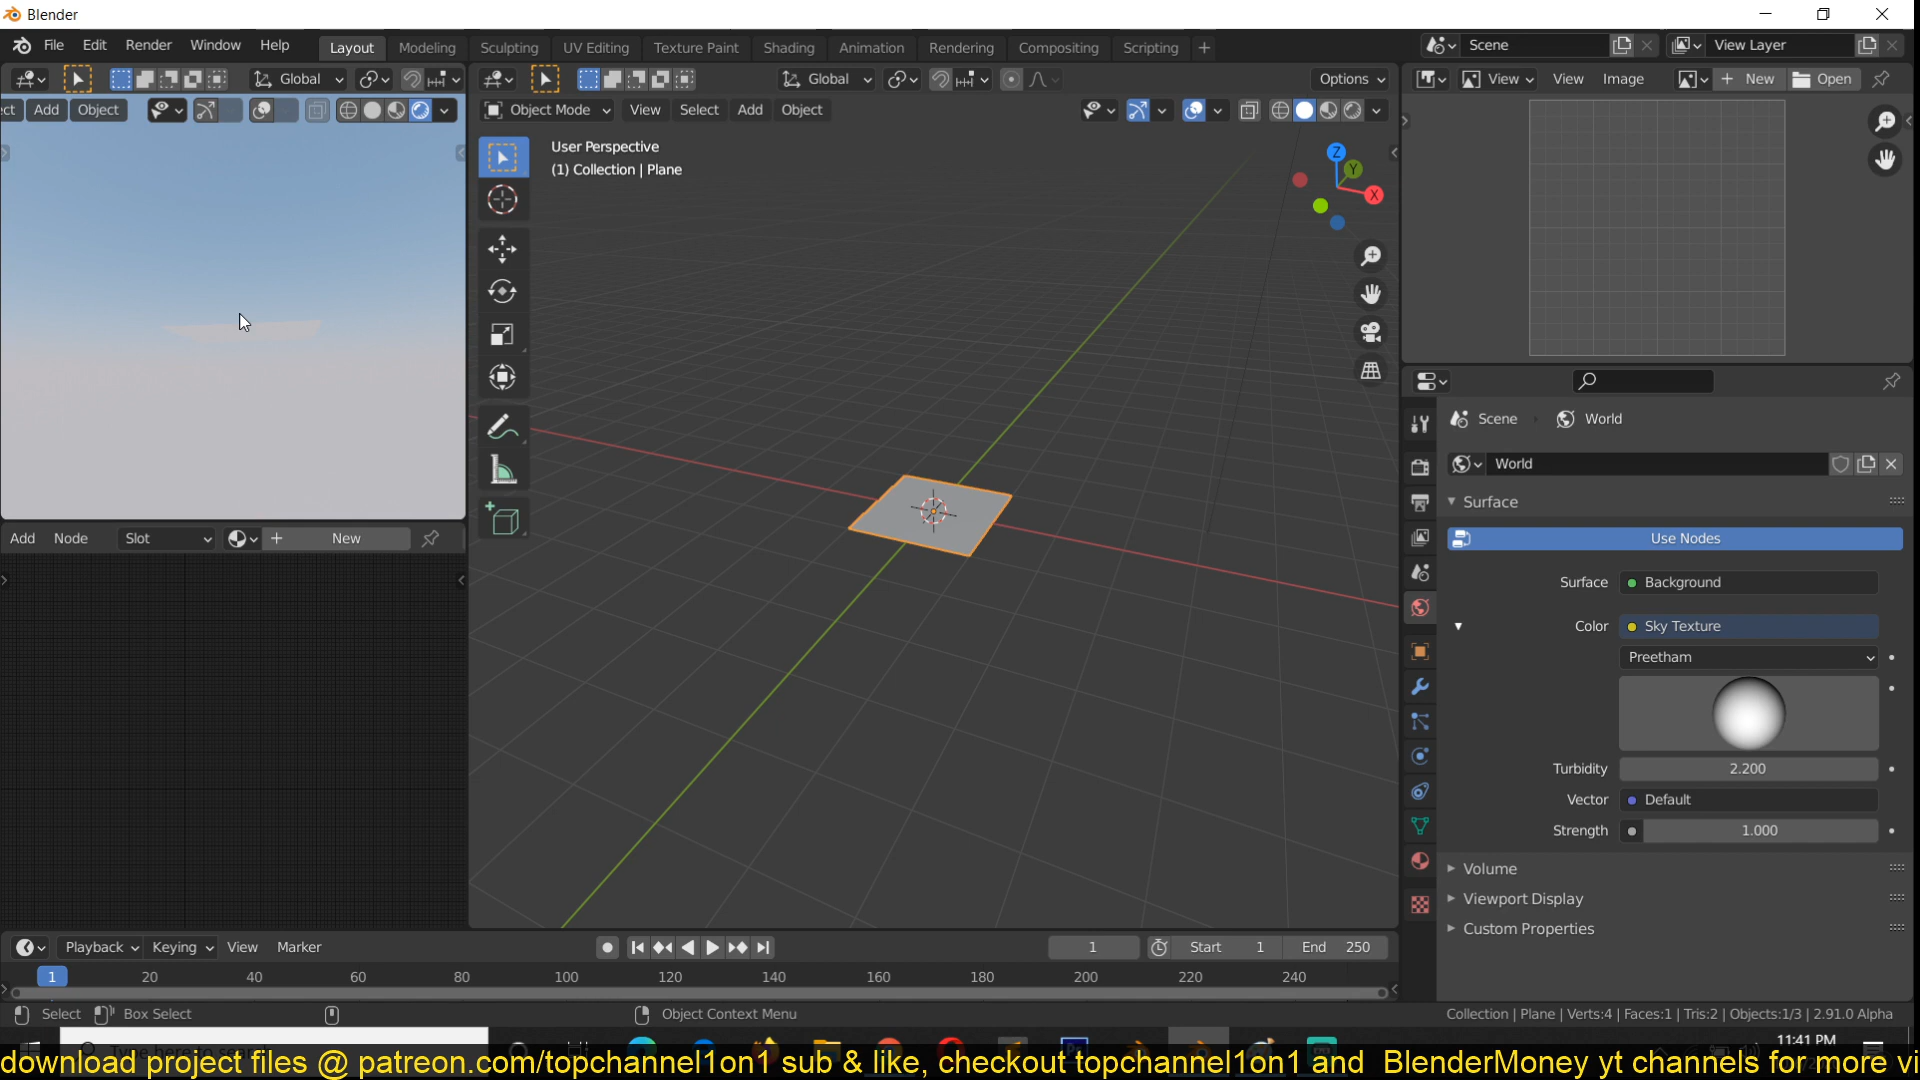 Blender
File Edit Render Window Help Layout Modeling Sculpting UV Editing Texture Paint Shading Animation Rendering Compositing Scripting + Scene View Layer
Global Global Options View View Image + New Open
ct Add Object Object Mode View Select Add Object
User Perspective
(1) Collection | Plane
Z
Y
X
Scene World
World
Surface
Use Nodes
Surface Background
Color Sky Texture
Preetham
Turbidity 2.200
Vector Default
Strength 1.000
Volume
Viewport Display
Custom Properties
Add Node Slot + New
Playback Keying View Marker 1 Start 1 End 250
1 20 40 60 80 100 120 140 160 180 200 220 240
Select Box Select Object Context Menu Collection | Plane | Verts:4 | Faces:1 | Tris:2 | Objects:1/3 | 2.91.0 Alpha
11:41 PM
download project files @ patreon.com/topchannel1on1 sub & like, checkout topchannel1on1 and BlenderMoney yt channels for more vi